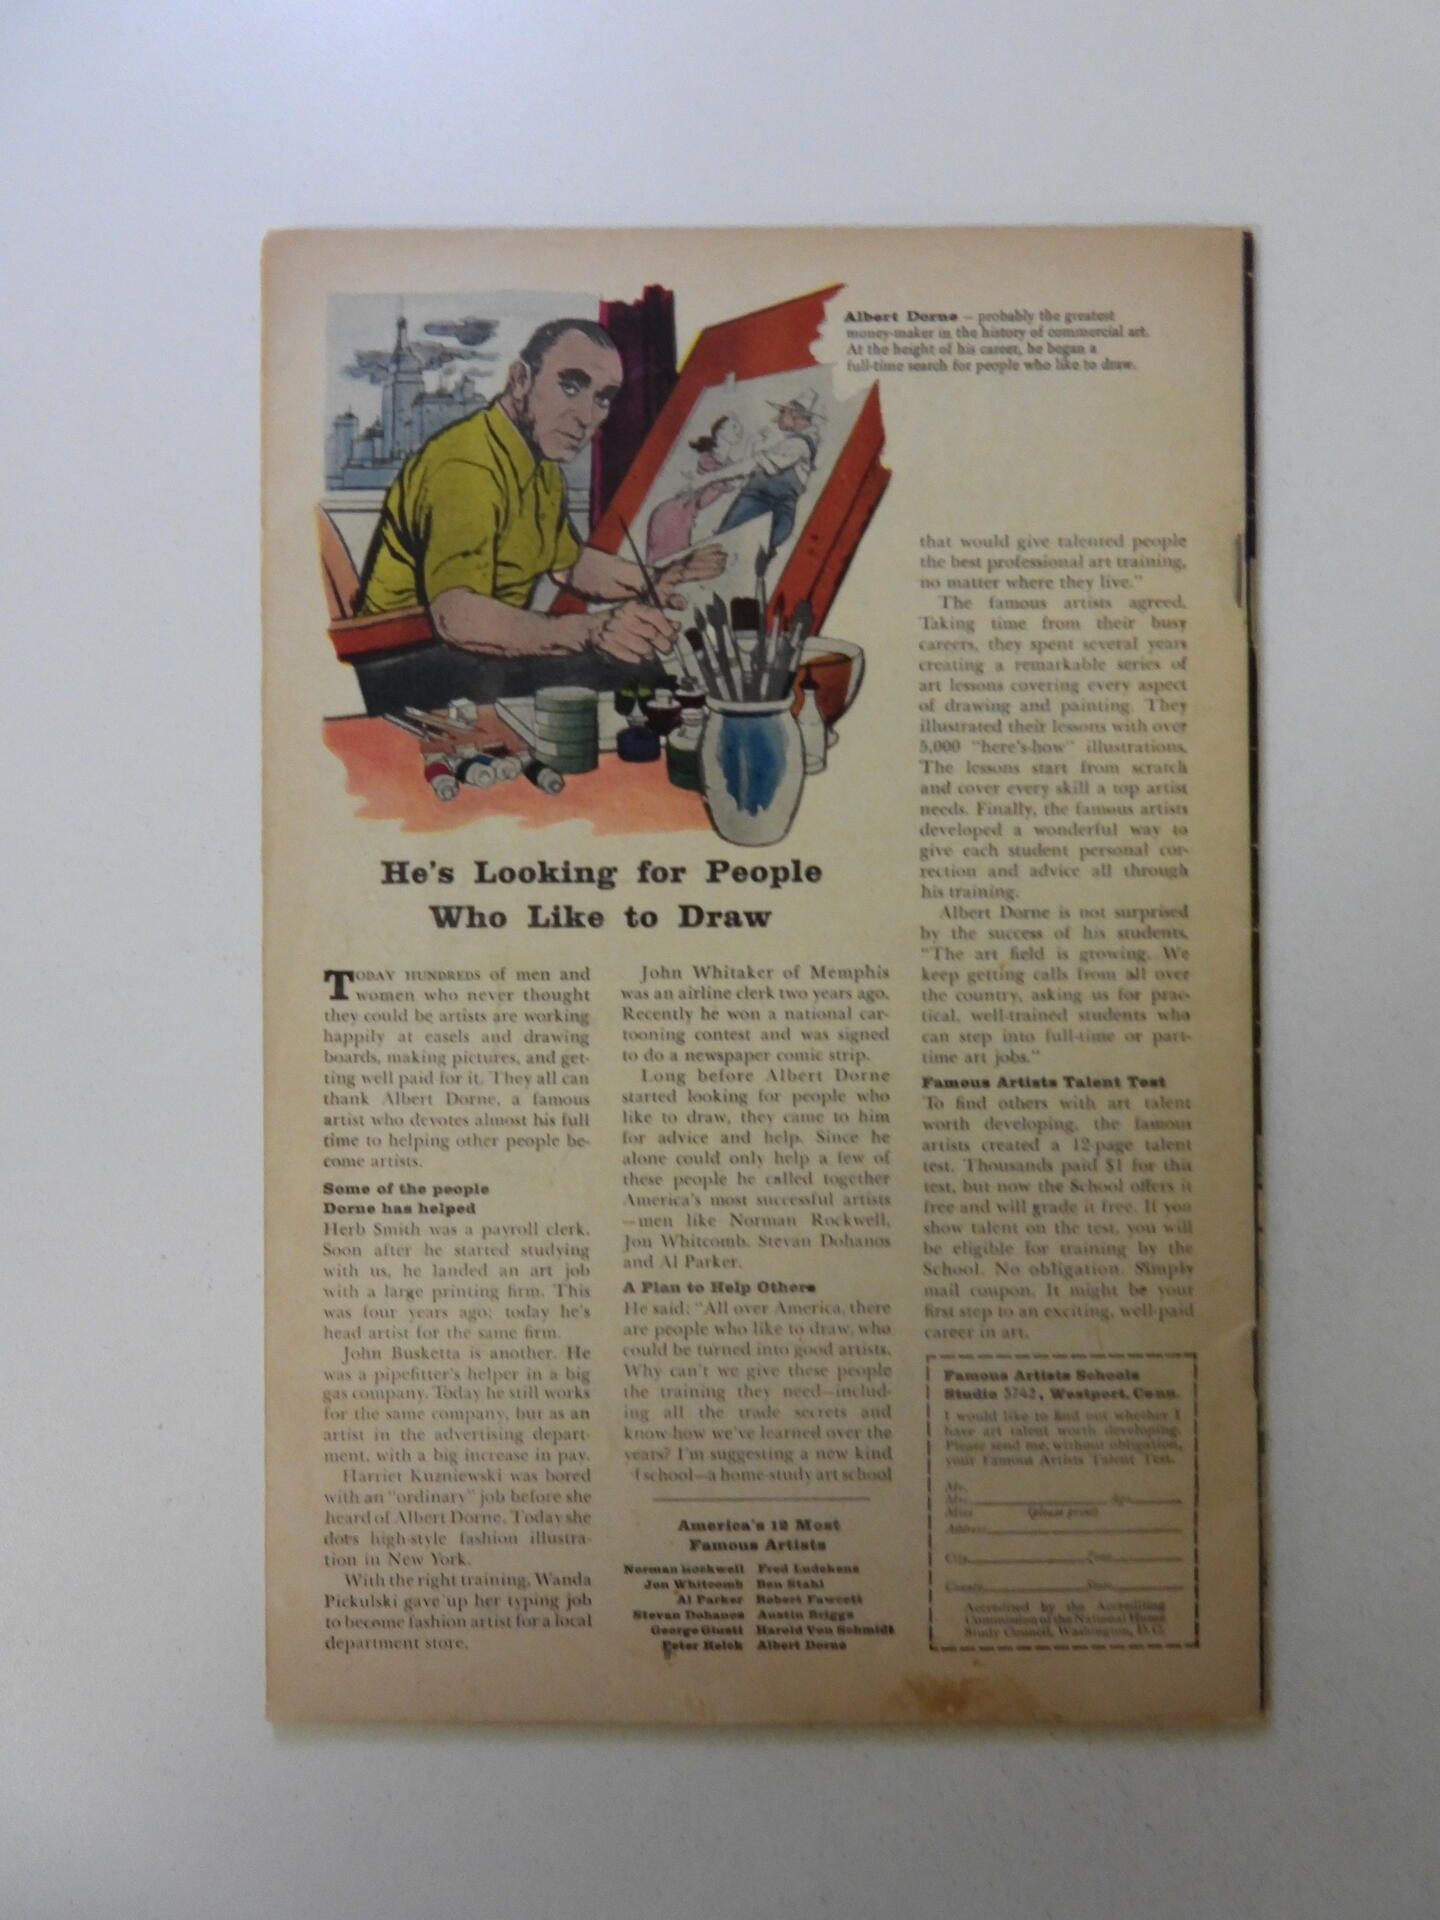 Albert Dorne – probably the greatest
money-maker in the history of commercial art.
At the height of his career, he began a
full-time search for people who like to draw.
He's Looking for People
Who Like to Draw
TODAY HUNDREDS of men and
women who never thought
they could be artists are working
happily at easels and drawing
boards, making pictures, and get-
ting well paid for it. They all can
thank Albert Dorne, a famous
artist who devotes almost his full
time to helping other people be-
come artists.
Some of the people
Dorne has helped
Herb Smith was a payroll clerk.
Soon after he started studying
with us, he landed an art job
with a large printing firm. This
was four years ago; today he's
head artist for the same firm.
John Busketta is another. He
was a pipefitter's helper in a big
gas company. Today he still works
for the same company, but as an
artist in the advertising depart-
ment, with a big increase in pay.
Harriet Kuzniewski was bored
with an "ordinary" job before she
heard of Albert Dorne. Today she
does high-style fashion illustra-
tion in New York.
With the right training, Wanda
Pickulski gave up her typing job
to become fashion artist for a local
department store.
John Whitaker of Memphis
was an airline clerk two years ago.
Recently he won a national car-
tooning contest and was signed
to do a newspaper comic strip.
Long before Albert Dorne
started looking for people who
like to draw, they came to him
for advice and help. Since he
alone could only help a few of
these people he called together
America's most successful artists
—men like Norman Rockwell,
Jon Whitcomb, Stevan Dohanos
and Al Parker.
A Plan to Help Others
He said: "All over America, there
are people who like to draw, who
could be turned into good artists.
Why can't we give these people
the training they need—includ-
ing all the trade secrets and
know-how we've learned over the
years? I'm suggesting a new kind
f school—a home-study art school
America's 12 Most
Famous Artists
Norman Rockwell Fred Ludekens
Jon Whitcomb Ben Stahl
Al Parker Robert Fawcett
Stevan Dohanos Austin Briggs
George Giusti Harold Von Schmidt
Peter Helck Albert Dorne
that would give talented people
the best professional art training,
no matter where they live."
The famous artists agreed.
Taking time from their busy
careers, they spent several years
creating a remarkable series of
art lessons covering every aspect
of drawing and painting. They
illustrated their lessons with over
5,000 "here's-how" illustrations.
The lessons start from scratch
and cover every skill a top artist
needs. Finally, the famous artists
developed a wonderful way to
give each student personal cor-
rection and advice all through
his training.
Albert Dorne is not surprised
by the success of his students.
"The art field is growing. We
keep getting calls from all over
the country, asking us for prac-
tical, well-trained students who
can step into full-time or part-
time art jobs."
Famous Artists Talent Test
To find others with art talent
worth developing, the famous
artists created a 12-page talent
test. Thousands paid $1 for this
test, but now the School offers it
free and will grade it free. If you
show talent on the test, you will
be eligible for training by the
School. No obligation. Simply
mail coupon. It might be your
first step to an exciting, well-paid
career in art.
Famous Artists Schools
Studio 5742, Westport, Conn.
I would like to find out whether I
have art talent worth developing.
Please send me, without obligation,
your Famous Artists Talent Test.
Mr.
Mrs. Age
Miss (please print)
Address
City Zone
County State
Accredited by the Accrediting
Commission of the National Home
Study Council, Washington, D.C.